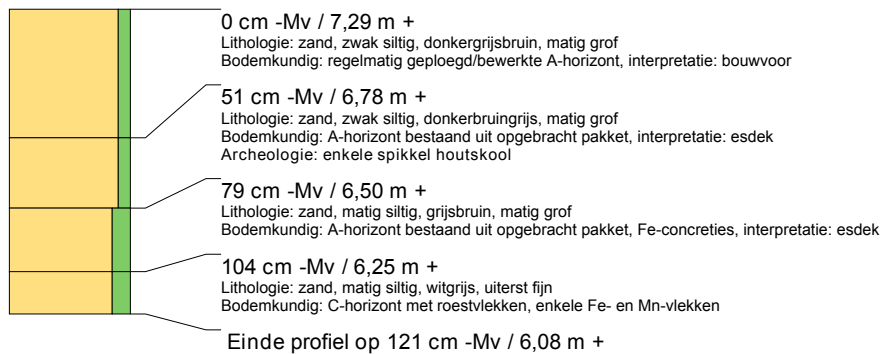 0 cm -Mv / 7,29 m +
Lithologie: zand, zwak siltig, donkergrijsbruin, matig grof
Bodemkundig: regelmatig geploegd/bewerkte A-horizont, interpretatie: bouwvoor
51 cm -Mv / 6,78 m +
Lithologie: zand, zwak siltig, donkerbruingrijs, matig grof
Bodemkundig: A-horizont bestaand uit opgebracht pakket, interpretatie: esdek
Archeologie: enkele spikkel houtskool
79 cm -Mv / 6,50 m +
Lithologie: zand, matig siltig, grijsbruin, matig grof
Bodemkundig: A-horizont bestaand uit opgebracht pakket, Fe-concreties, interpretatie: esdek
104 cm -Mv / 6,25 m +
Lithologie: zand, matig siltig, witgrijs, uiterst fijn
Bodemkundig: C-horizont met roestvlekken, enkele Fe- en Mn-vlekken
Einde profiel op 121 cm -Mv / 6,08 m +